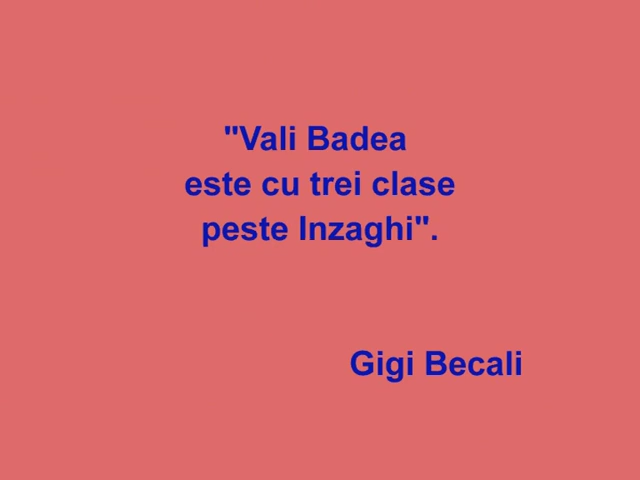 "Vali Badea
este cu trei clase
peste Inzaghi".
Gigi Becali